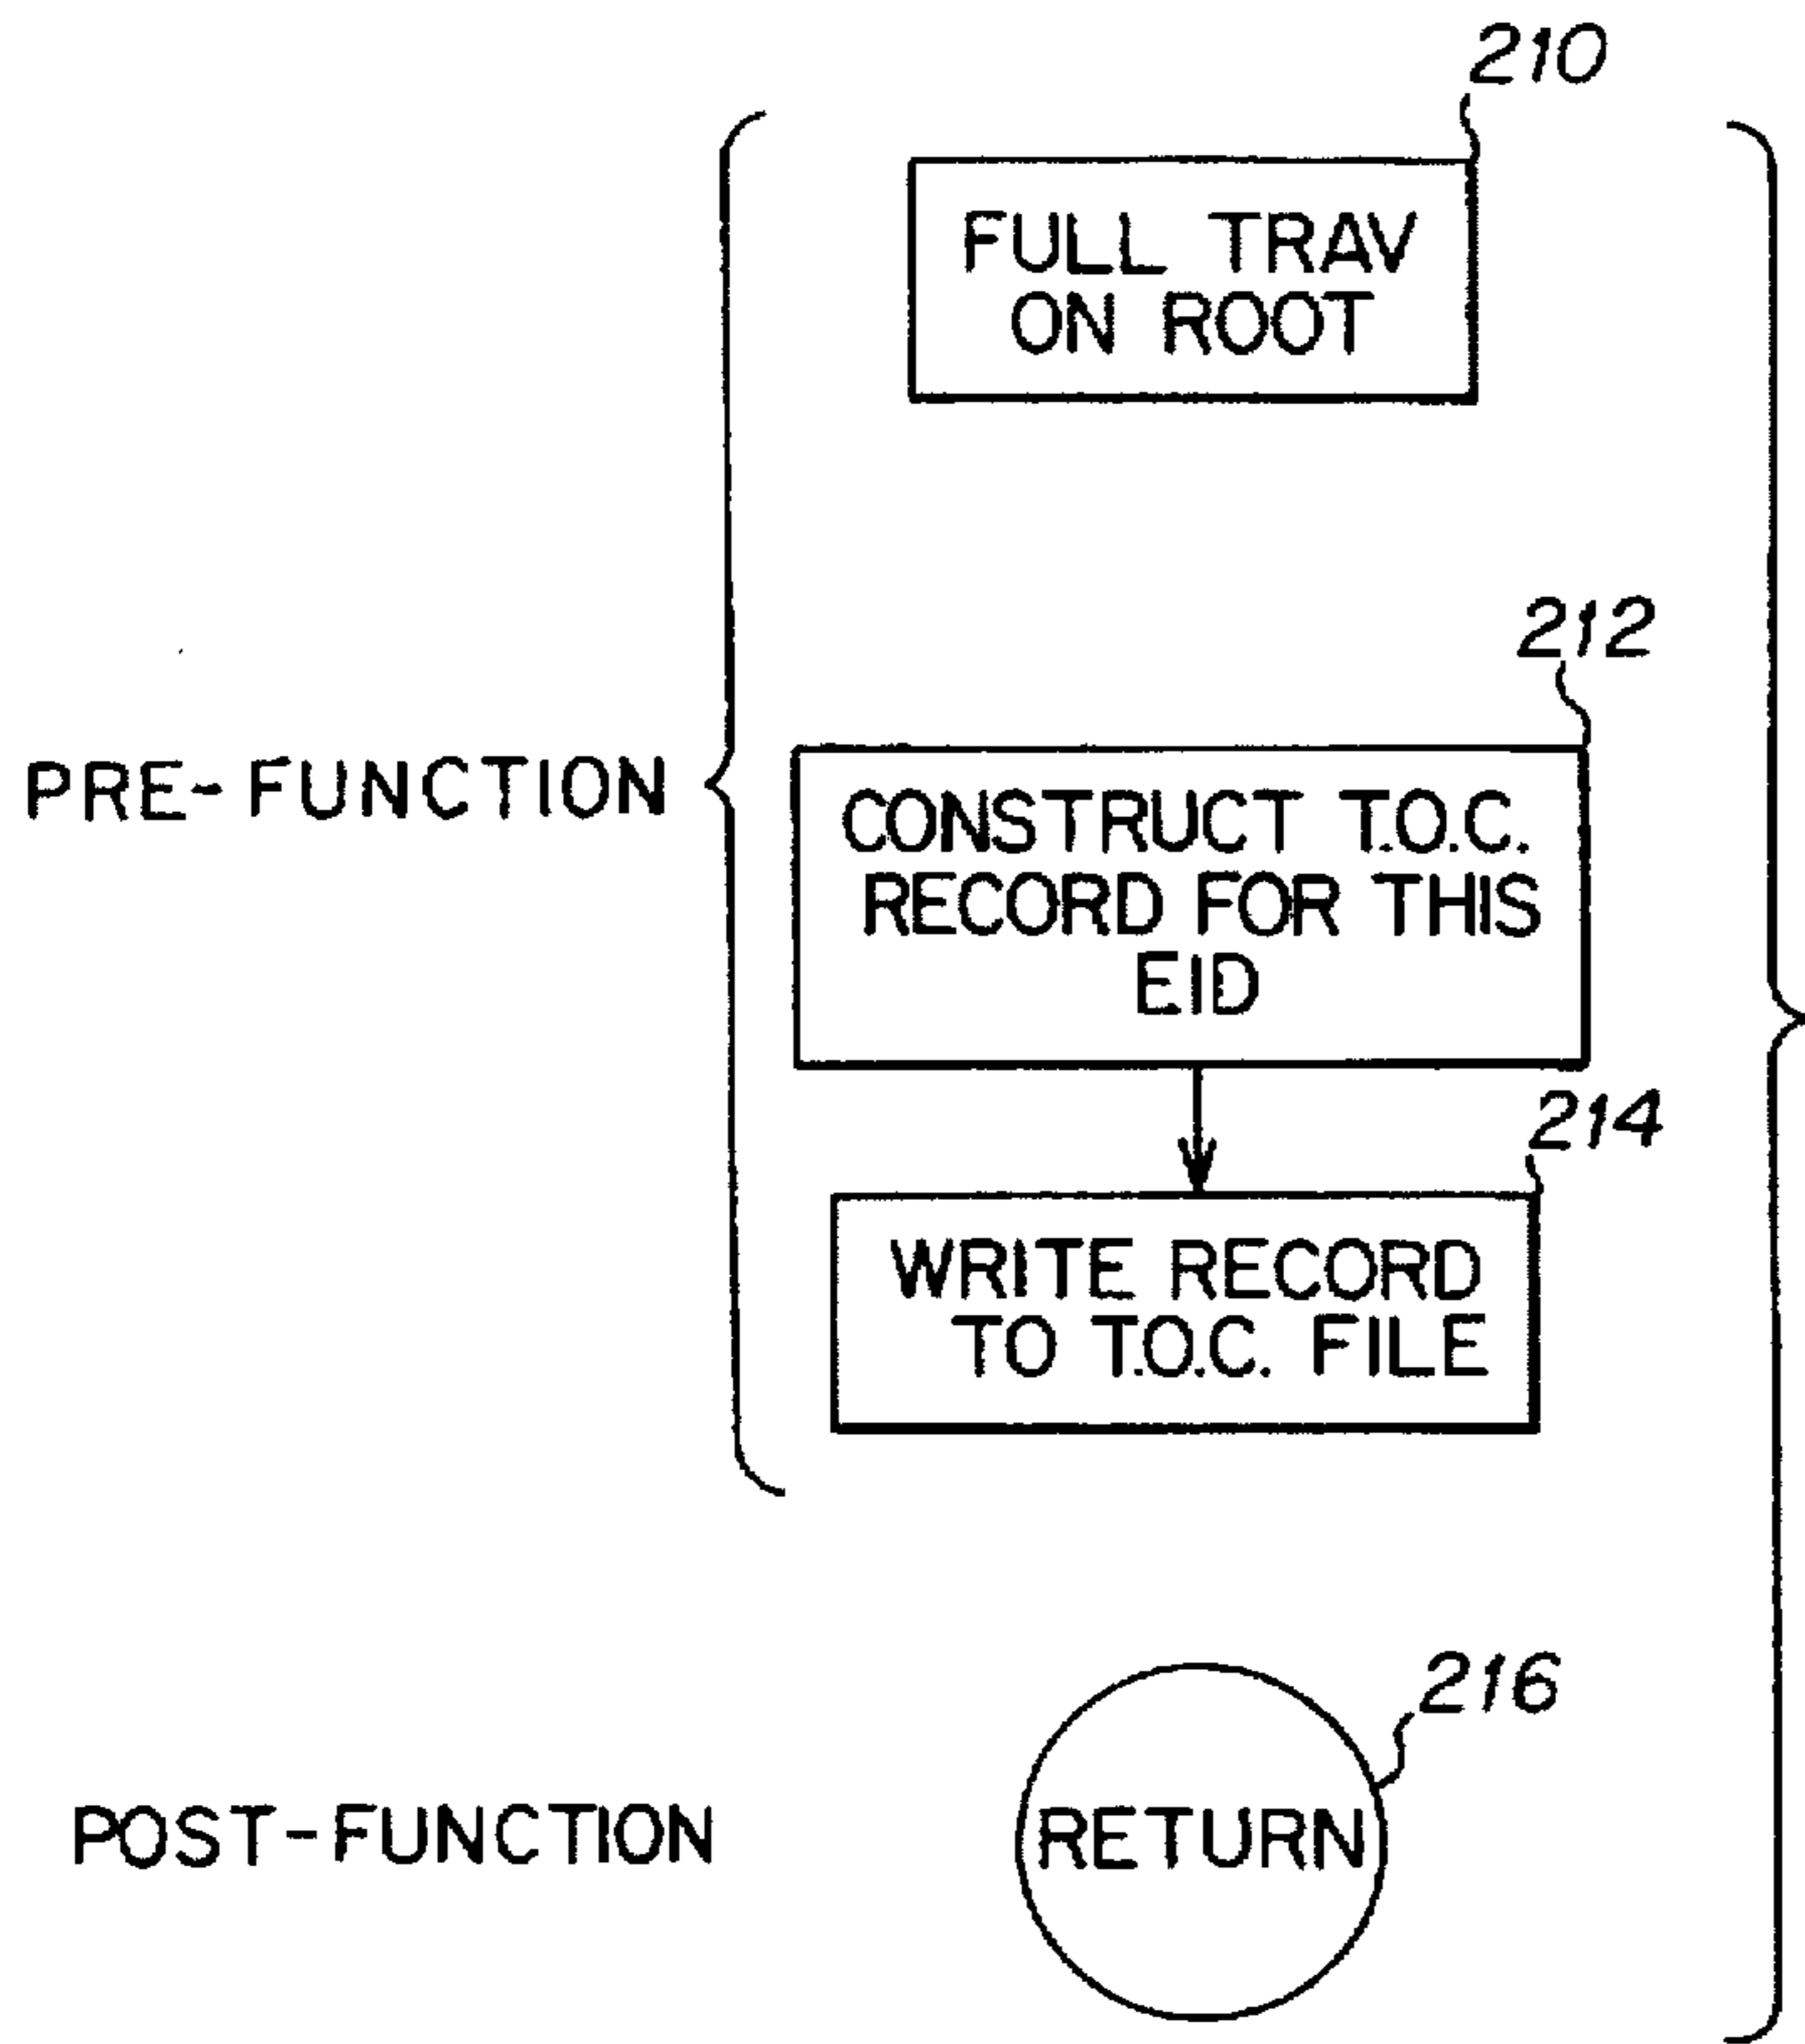 210
FULL TRAV
ON ROOT
212
PRE-FUNCTION
CONSTRUCT T.O.C.
RECORD FOR THIS
EID
214
WRITE RECORD
TO T.O.C. FILE
216
POST-FUNCTION
RETURN